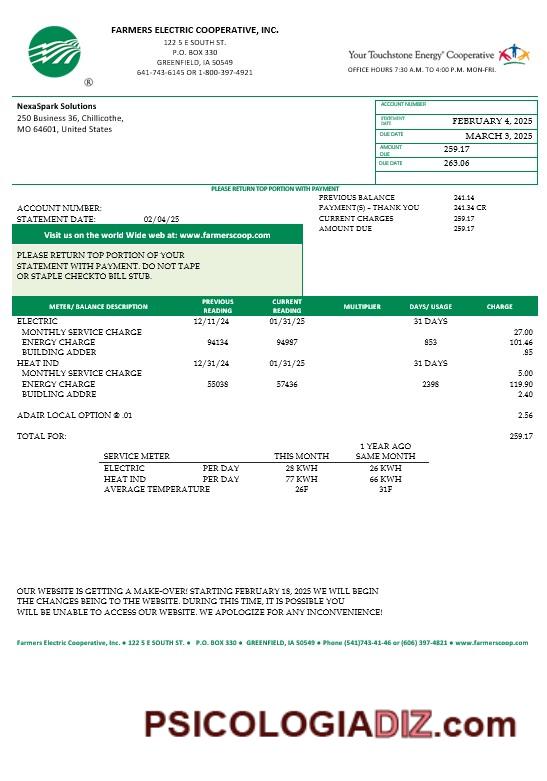 FARMERS ELECTRIC COOPERATIVE, INC.
122 5 E SOUTH ST.
P.O. BOX 330
GREENFIELD, IA 50549
641-743-6145 OR 1-800-397-4921
®
Your Touchstone Energy® Cooperative
OFFICE HOURS 7:30 A.M. TO 4:00 P.M. MON-FRI.
NexaSpark Solutions
250 Business 36, Chillicothe,
MO 64601, United States
ACCOUNT NUMBER
STATEMENT DATE FEBRUARY 4, 2025
DUE DATE MARCH 3, 2025
AMOUNT DUE 259.17
DUE DATE 263.06
PLEASE RETURN TOP PORTION WITH PAYMENT
PREVIOUS BALANCE 241.14
PAYMENT(S) – THANK YOU 241.34 CR
CURRENT CHARGES 259.17
AMOUNT DUE 259.17
ACCOUNT NUMBER:
STATEMENT DATE: 02/04/25
Visit us on the world Wide web at: www.farmerscoop.com
PLEASE RETURN TOP PORTION OF YOUR
STATEMENT WITH PAYMENT. DO NOT TAPE
OR STAPLE CHECKTO BILL STUB.
METER/ BALANCE DESCRIPTION PREVIOUS READING CURRENT READING MULTIPLIER DAYS/ USAGE CHARGE
ELECTRIC 12/11/24 01/31/25 31 DAYS
MONTHLY SERVICE CHARGE 27.00
ENERGY CHARGE 94134 94987 853 101.46
BUILDING ADDER .85
HEAT IND 12/31/24 01/31/25 31 DAYS
MONTHLY SERVICE CHARGE 5.00
ENERGY CHARGE 55038 57436 2398 119.90
BUIDLING ADDRE 2.40
ADAIR LOCAL OPTION @ .01 2.56
TOTAL FOR: 259.17
1 YEAR AGO
SERVICE METER THIS MONTH SAME MONTH
ELECTRIC PER DAY 28 KWH 26 KWH
HEAT IND PER DAY 77 KWH 66 KWH
AVERAGE TEMPERATURE 26F 31F
OUR WEBSITE IS GETTING A MAKE-OVER! STARTING FEBRUARY 18, 2025 WE WILL BEGIN
THE CHANGES BEING TO THE WEBSITE. DURING THIS TIME, IT IS POSSIBLE YOU
WILL BE UNABLE TO ACCESS OUR WEBSITE. WE APOLOGIZE FOR ANY INCONVENIENCE!
Farmers Electric Cooperative, Inc. ● 122 5 E SOUTH ST. ● P.O. BOX 330 ● GREENFIELD, IA 50549 ● Phone (541)743-41-46 or (606) 397-4821 ● www.farmerscoop.com
PSICOLOGIADIZ.com